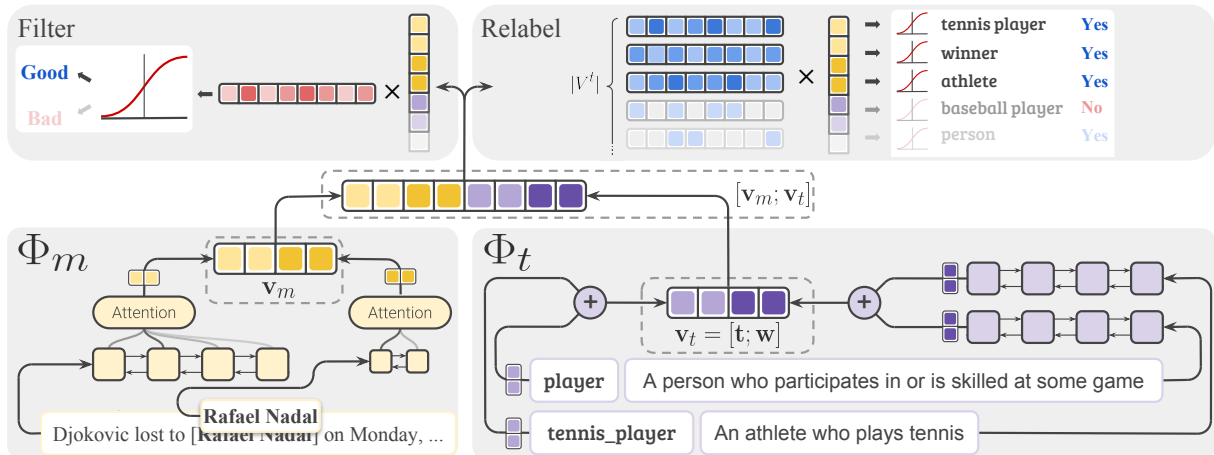 Filter
Good
Bad
×
Relabel
|V^t|
×
tennis player Yes
winner Yes
athlete Yes
baseball player No
person Yes
[v_m; v_t]
Φ_m
v_m
Attention
Attention
Rafael Nadal
Djokovic lost to [Rafael Nadal] on Monday, ...
Φ_t
+
+
v_t = [t; w]
player A person who participates in or is skilled at some game
tennis_player An athlete who plays tennis